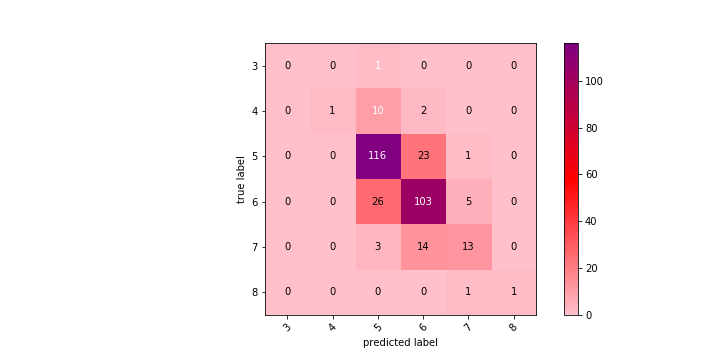 3 0 0 1 0 0 0
4 0 1 10 2 0 0
5 0 0 116 23 1 0
6 0 0 26 103 5 0
7 0 0 3 14 13 0
8 0 0 0 0 1 1
3 4 5 6 7 8
true label
predicted label
100
80
60
40
20
0